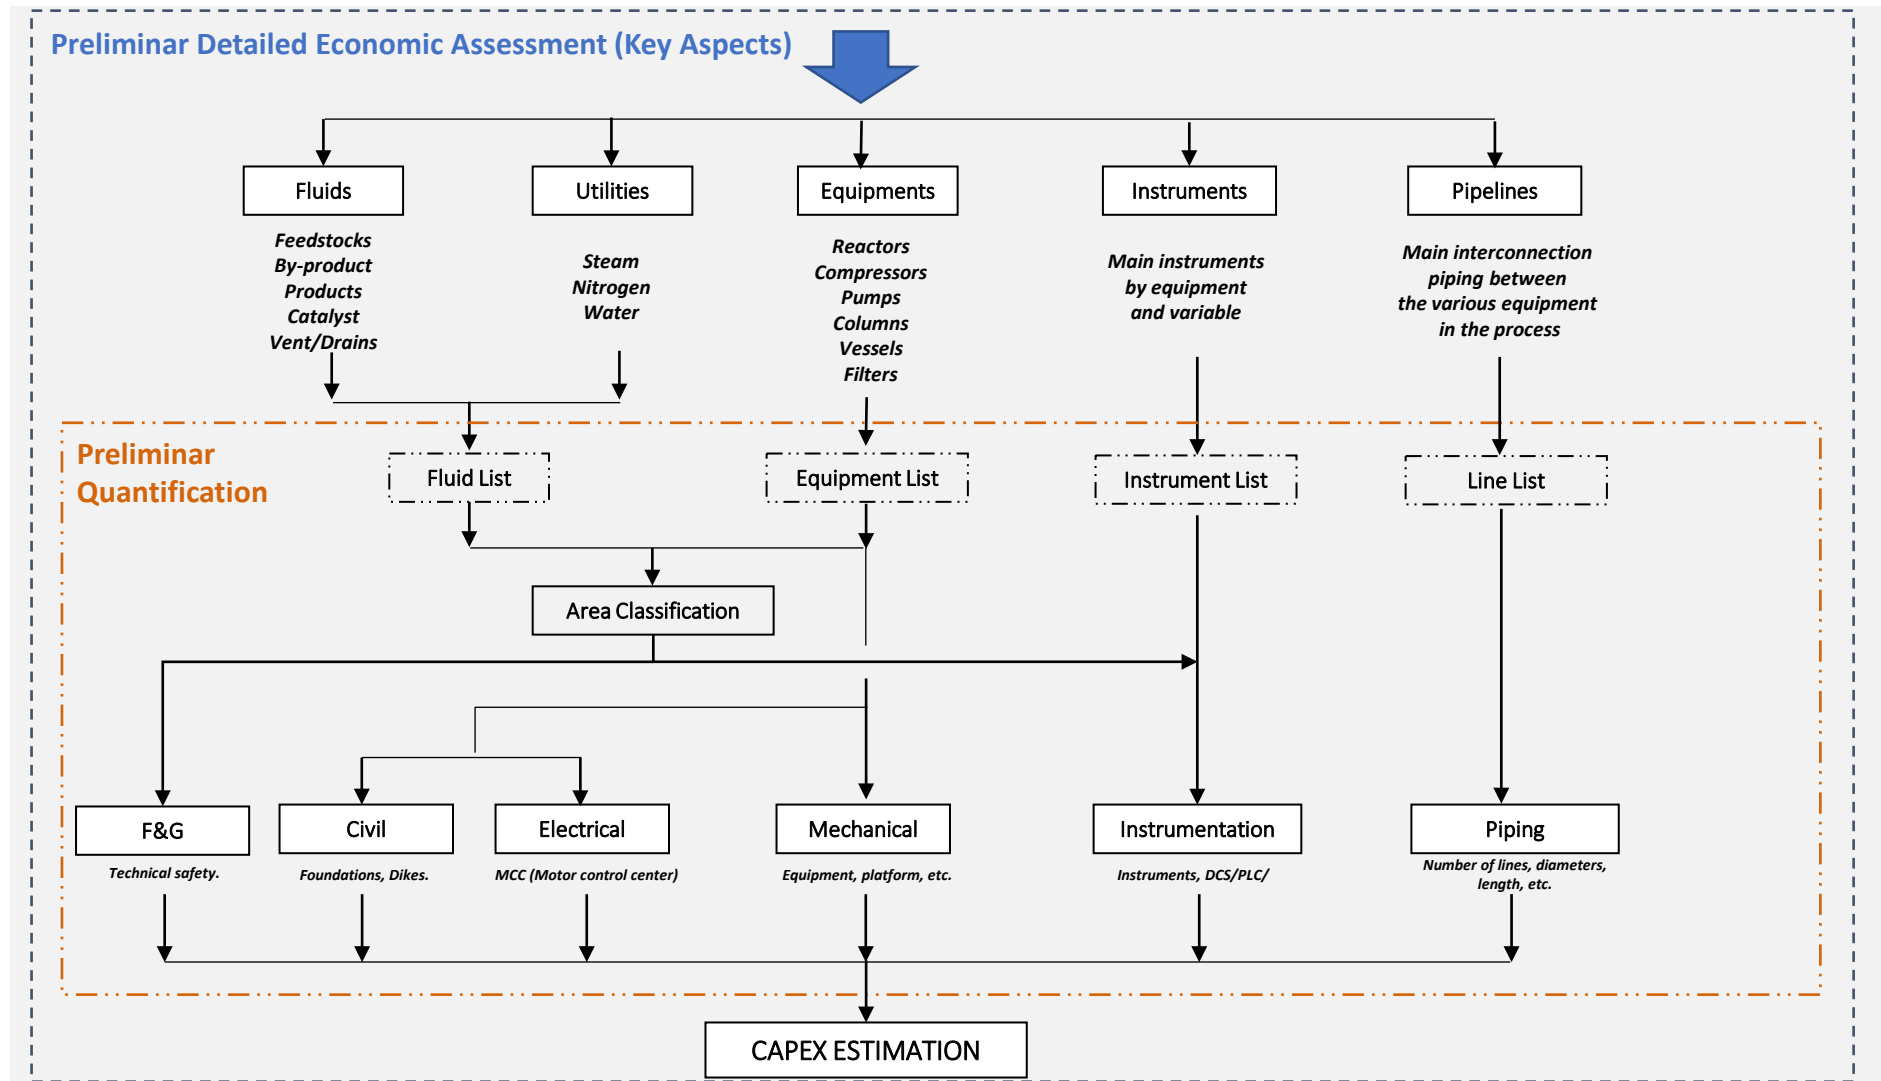 Preliminar Detailed Economic Assessment (Key Aspects)
Fluids
Utilities
Equipments
Instruments
Pipelines
Feedstocks
By-product
Products
Catalyst
Vent/Drains
Steam
Nitrogen
Water
Reactors
Compressors
Pumps
Columns
Vessels
Filters
Main instruments
by equipment
and variable
Main interconnection
piping between
the various equipment
in the process
Preliminar
Quantification
Fluid List
Equipment List
Instrument List
Line List
Area Classification
F&G
Civil
Electrical
Mechanical
Instrumentation
Piping
Technical safety.
Foundations, Dikes.
MCC (Motor control center)
Equipment, platform, etc.
Instruments, DCS/PLC/
Number of lines, diameters,
length, etc.
CAPEX ESTIMATION